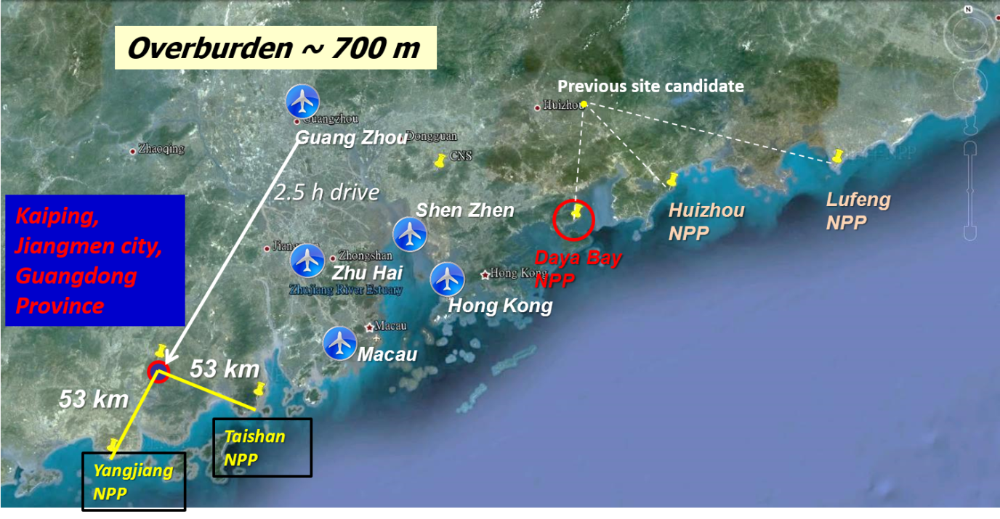 Overburden ~ 700 m
N
Previous site candidate
Huizhou
Guangzhou
Guang Zhou
Dongguan
Zhaoqing
CNS
2.5 h drive
Kaiping,
Jiangmen city,
Guangdong
Province
Shen Zhen
Huizhou
NPP
Lufeng
NPP
Zhongshan
Zhu Hai
Zhujiang River Estuary
Hong Kong
Daya Bay
NPP
Hong Kong
Macau
Macau
53 km
53 km
Taishan
NPP
Yangjiang
NPP